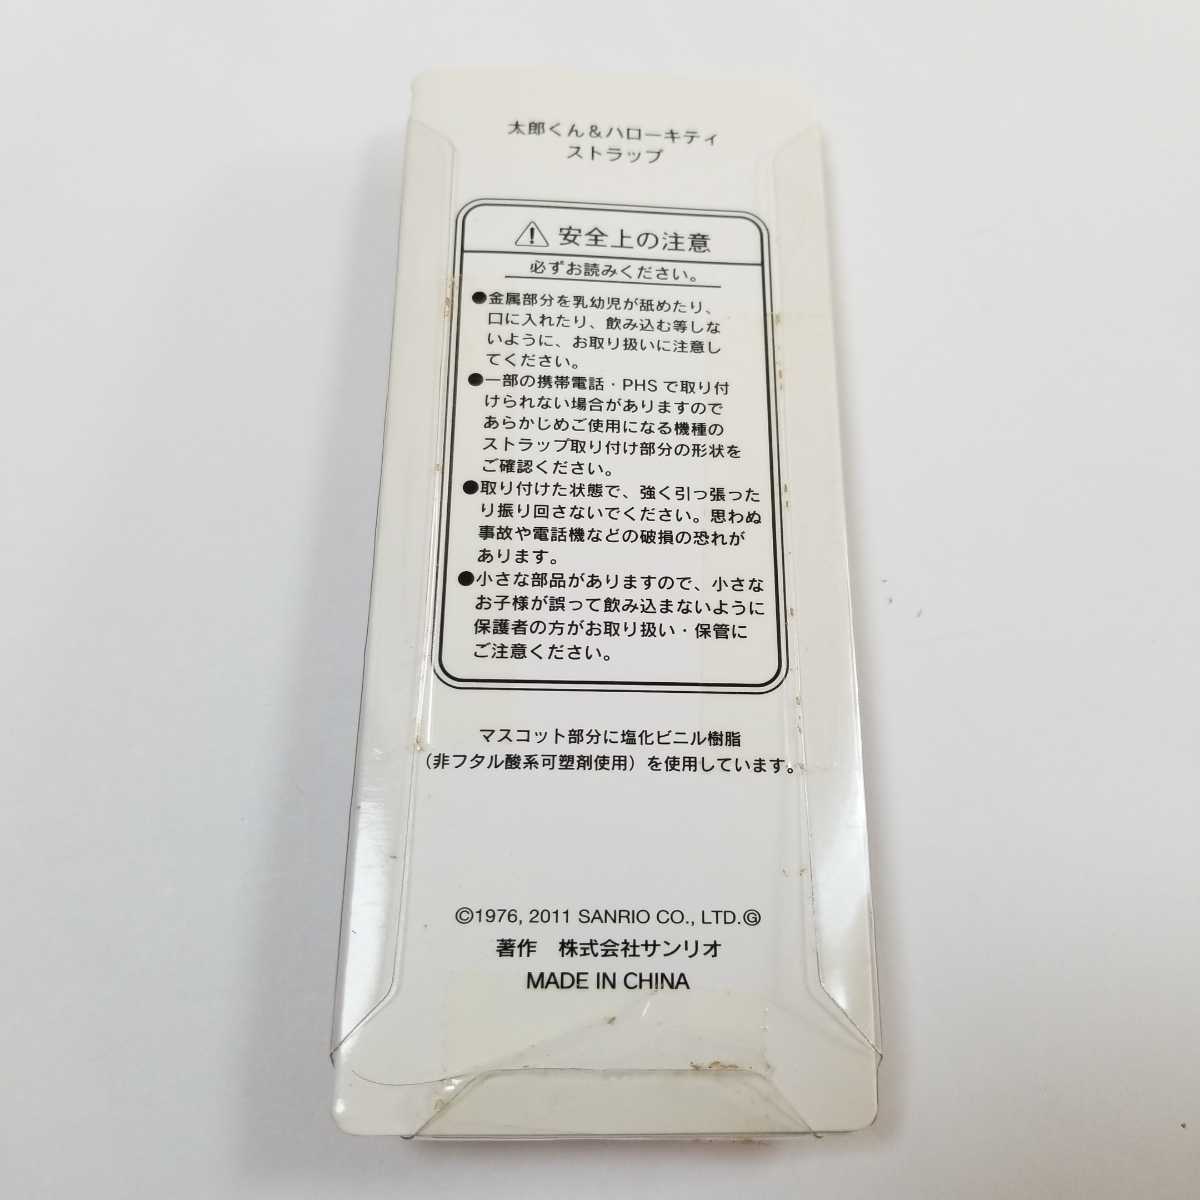 太郎くん&ハローキティ
ストラップ
安全上の注意
必ずお読みください。
●金属部分を乳幼児が舐めたり、
口に入れたり、飲み込む等しな
いように、お取り扱いに注意し
てください。
●一部の携帯電話・PHSで取り付
けられない場合がありますので
あらかじめご使用になる機種の
ストラップ取り付け部分の形状を
ご確認ください。
●取り付けた状態で、強く引っ張った
り振り回さないでください。思わぬ
事故や電話機などの破損の恐れが
あります。
●小さな部品がありますので、小さな
お子様が誤って飲み込まないように
保護者の方がお取り扱い・保管に
ご注意ください。
マスコット部分に塩化ビニル樹脂
(非フタル酸系可塑剤使用)を使用しています。
©1976, 2011 SANRIO CO., LTD.Ⓖ
著作 株式会社サンリオ
MADE IN CHINA